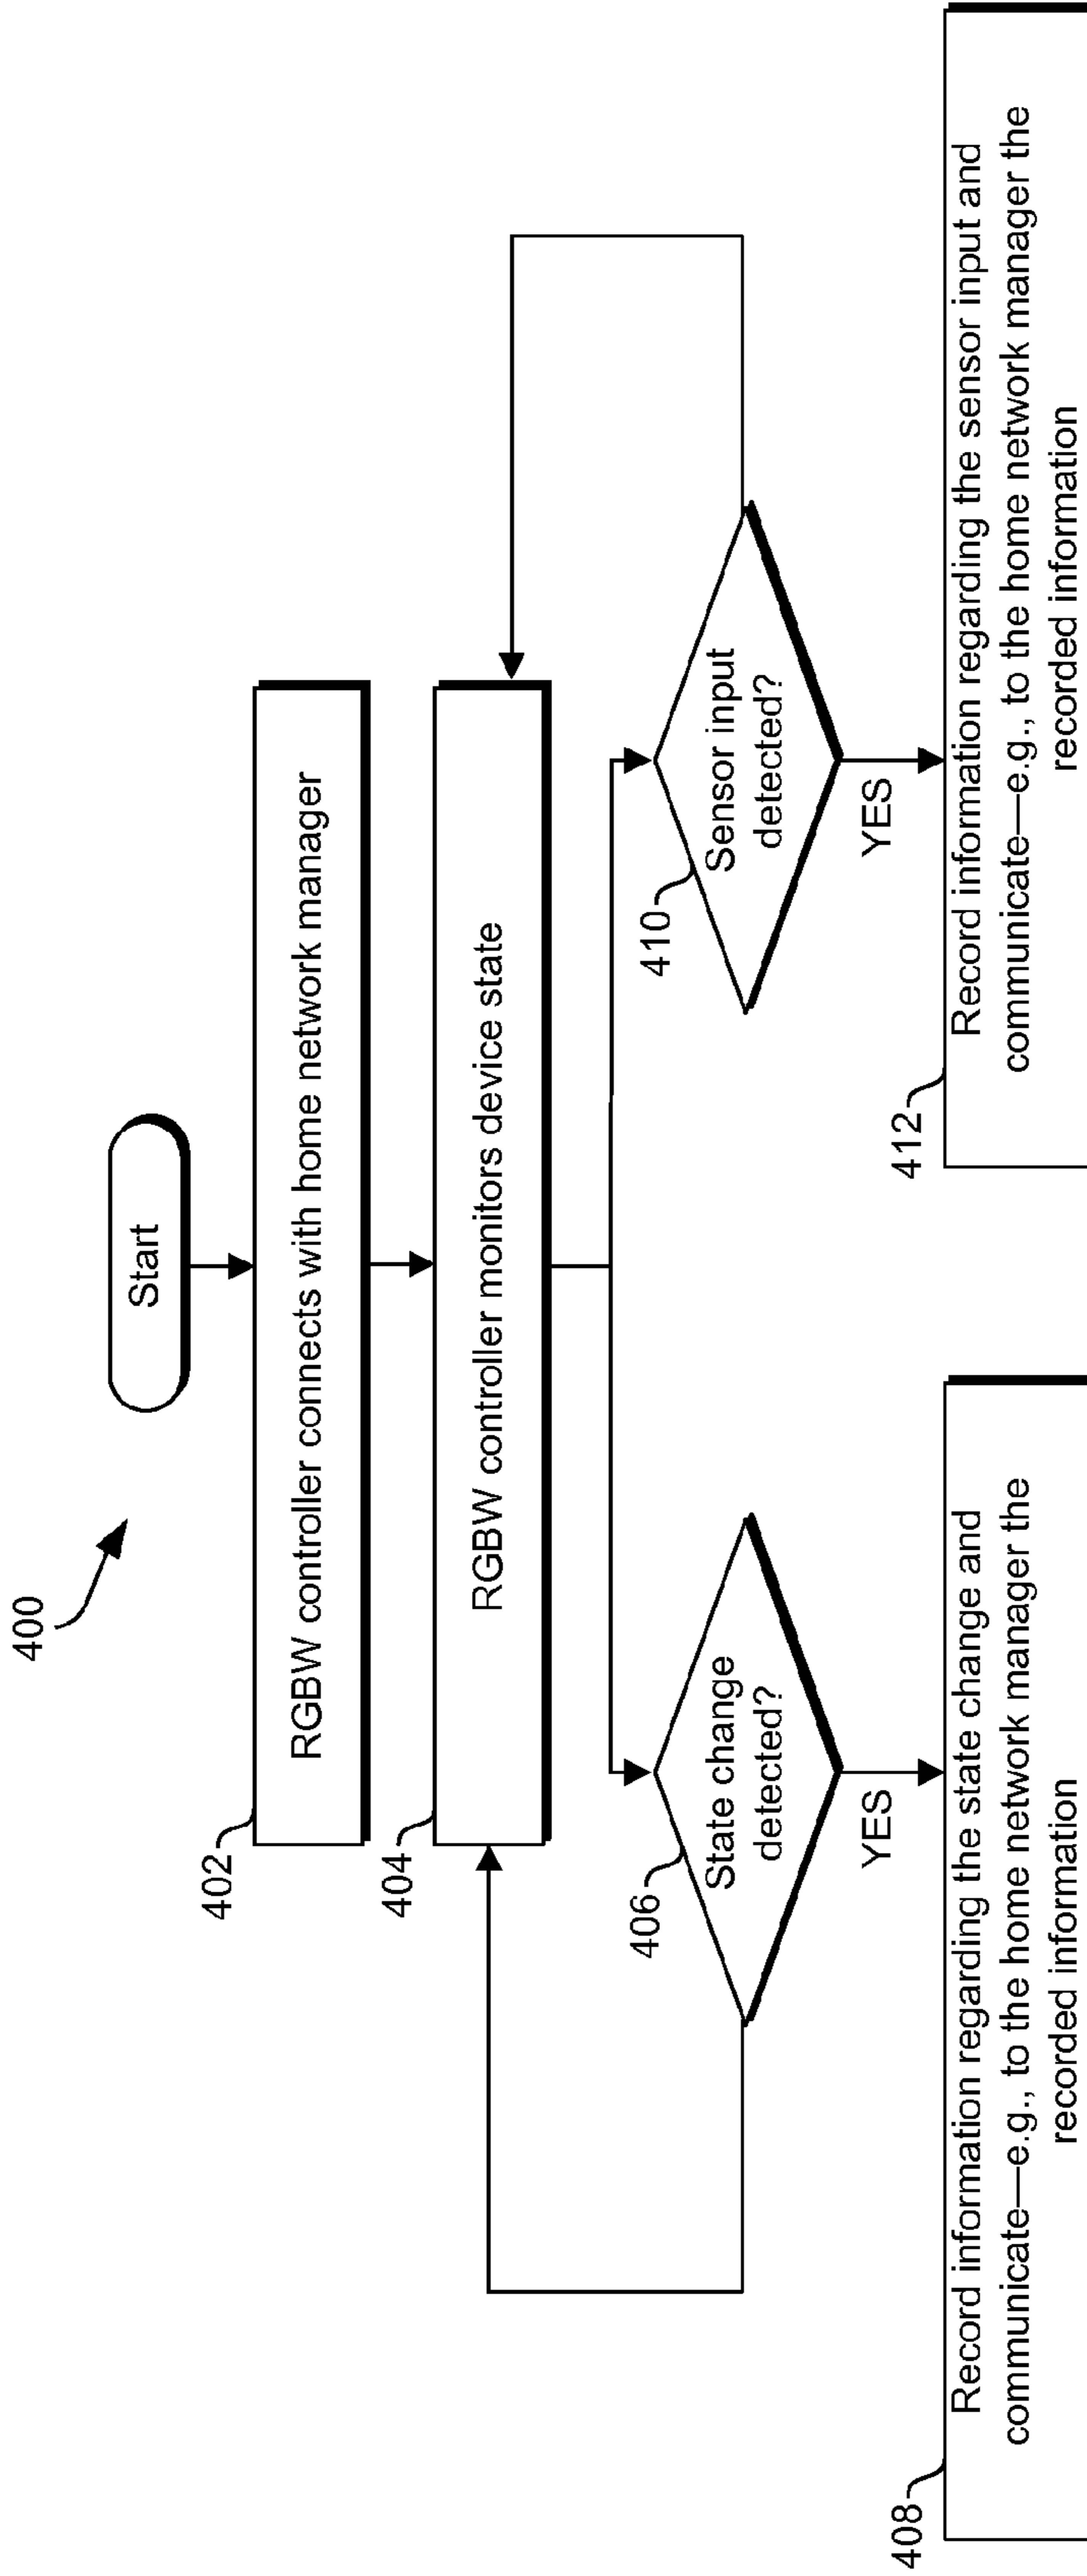 400
Start
402
RGBW controller connects with home network manager
404
RGBW controller monitors device state
406
State change
detected?
YES
410
Sensor input
detected?
YES
408
Record information regarding the state change and
communicate—e.g., to the home network manager the
recorded information
412
Record information regarding the sensor input and
communicate—e.g., to the home network manager the
recorded information